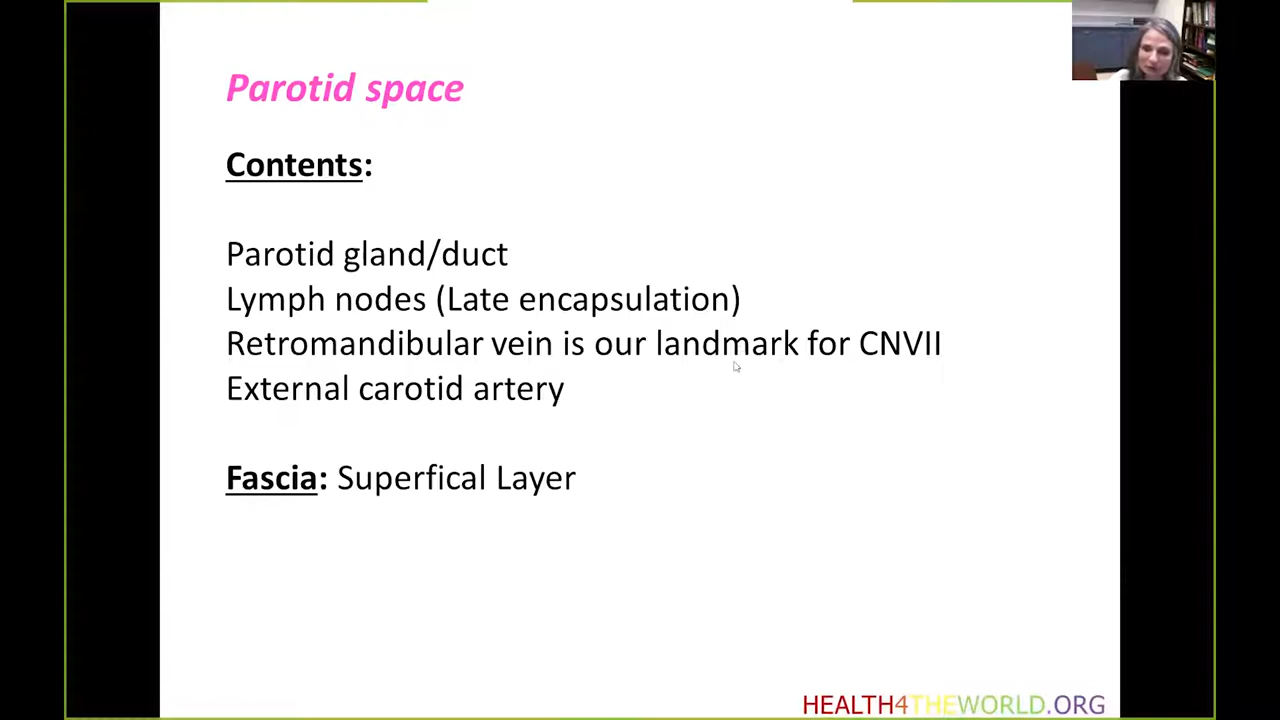 Parotid space
Contents:
Parotid gland/duct
Lymph nodes (Late encapsulation)
Retromandibular vein is our landmark for CNVII
External carotid artery
Fascia: Superfical Layer
HEALTH4THEWORLD.ORG